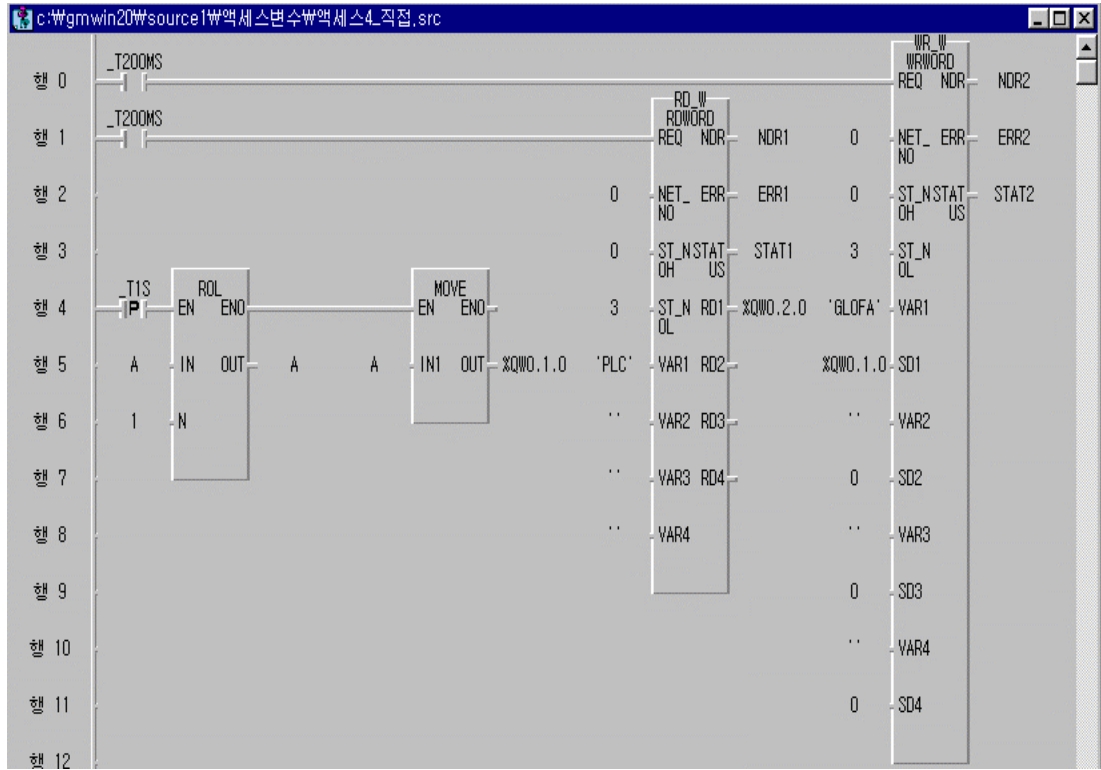 c:₩gmwin20₩source1₩액세스변수₩액세스4_직접.src
WR_W
_T200MS WRWORD
행 0 REQ NDR NDR2
RD_W
_T200MS RDWORD
행 1 REQ NDR NDR1 0 NET_ ERR ERR2
NO
행 2 0 NET_ ERR ERR1 0 ST_N STAT STAT2
NO OH US
행 3 0 ST_N STAT STAT1 3 ST_N
OH US OL
_T1S ROL MOVE
행 4 P EN ENO EN ENO 3 ST_N RD1 %QW0.2.0 'GLOFA' VAR1
OL
행 5 A IN OUT A A IN1 OUT %QW0.1.0 'PLC' VAR1 RD2 %QW0.1.0 SD1
행 6 1 N '' VAR2 RD3 '' VAR2
행 7 '' VAR3 RD4 0 SD2
행 8 '' VAR4 '' VAR3
행 9 0 SD3
행 10 '' VAR4
행 11 0 SD4
행 12